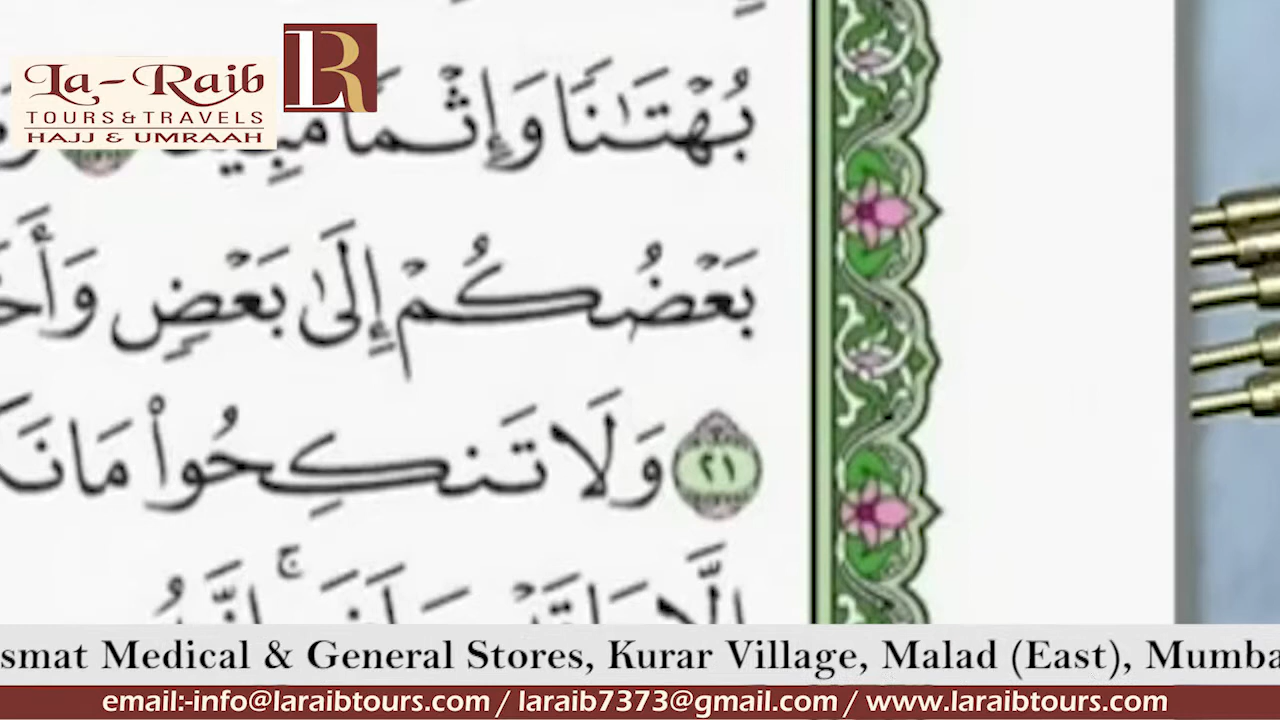 La-Raib
TOURS & TRAVELS
HAJJ & UMRAAH
LR
بُهْتَٰنًا وَإِثْمًا مُّبِينًا
بَعْضُكُمْ إِلَىٰ بَعْضٍ وَأَخَ
٢١ وَلَا تَنكِحُوا۟ مَا نَكَ
إِلَّا مَا قَدْ سَلَفَ ۚ إِنَّهُ
smat Medical & General Stores, Kurar Village, Malad (East), Mumba
email:-info@laraibtours.com / laraib7373@gmail.com / www.laraibtours.com